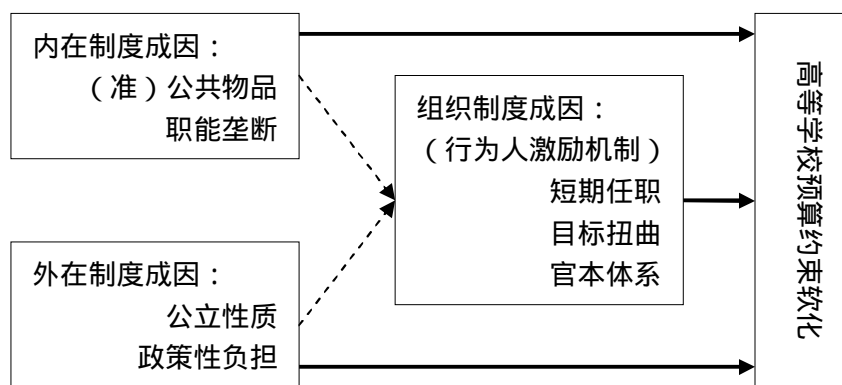 内在制度成因：
（准）公共物品
职能垄断
组织制度成因：
（行为人激励机制）
短期任职
目标扭曲
官本体系
外在制度成因：
公立性质
政策性负担
高等学校预算约束软化